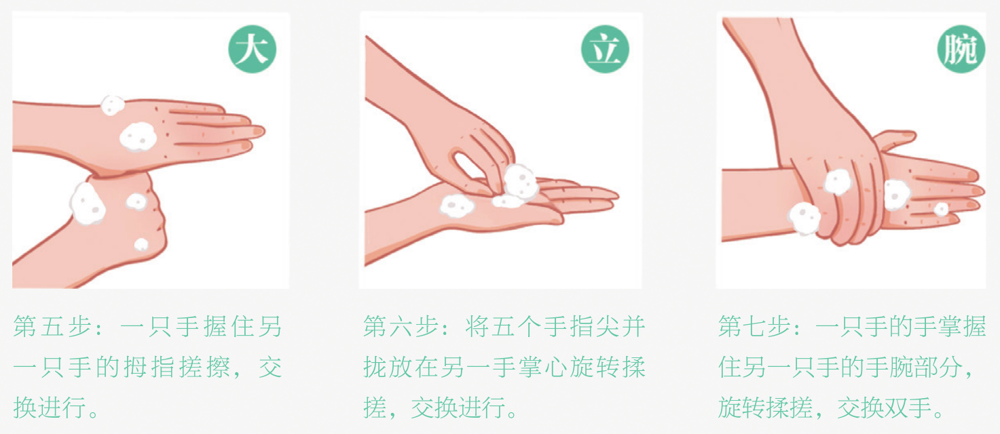 大
第五步：一只手握住另
一只手的拇指搓擦，交
换进行。
立
第六步：将五个手指尖并
拢放在另一手掌心旋转揉
搓，交换进行。
腕
第七步：一只手的手掌握
住另一只手的手腕部分，
旋转揉搓，交换双手。